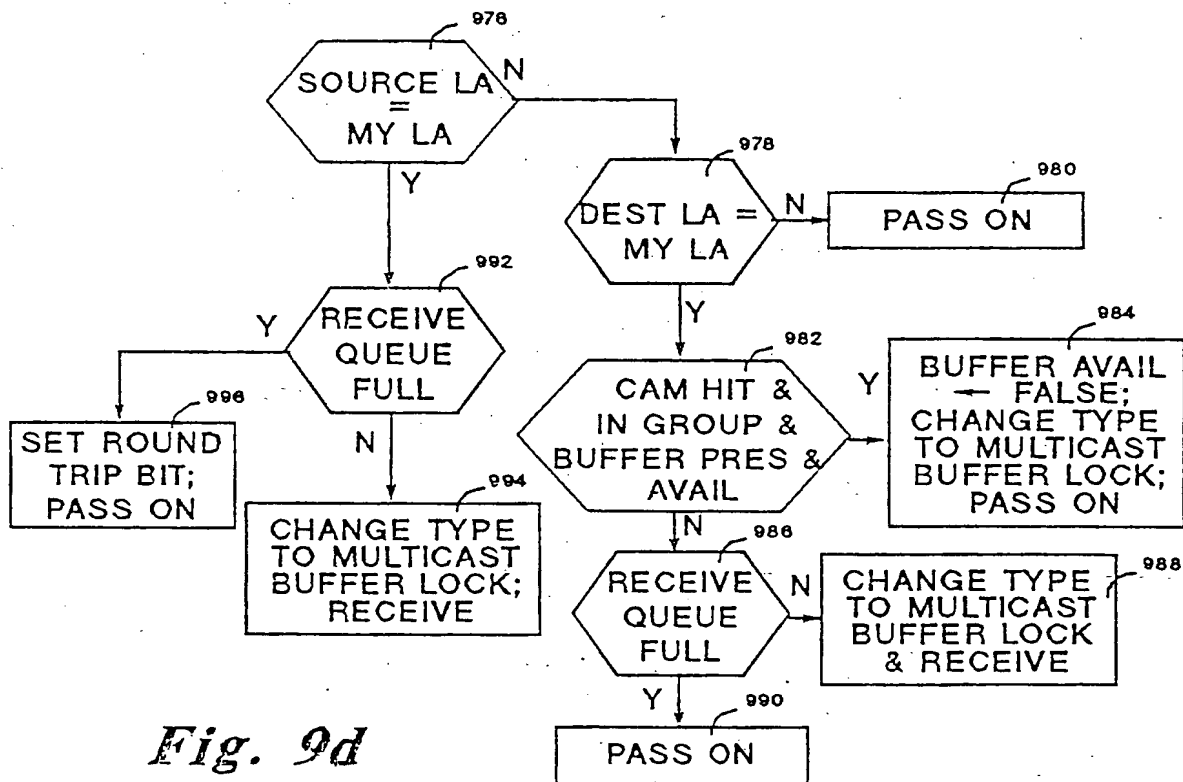 976
SOURCE LA
=
MY LA
N
Y
978
DEST LA =
MY LA
N
980
PASS ON
Y
992
RECEIVE
QUEUE
FULL
Y
N
996
SET ROUND
TRIP BIT;
PASS ON
994
CHANGE TYPE
TO MULTICAST
BUFFER LOCK;
RECEIVE
982
CAM HIT &
IN GROUP &
BUFFER PRES &
AVAIL
Y
N
984
BUFFER AVAIL
← FALSE;
CHANGE TYPE
TO MULTICAST
BUFFER LOCK;
PASS ON
986
RECEIVE
QUEUE
FULL
N
Y
988
CHANGE TYPE
TO MULTICAST
BUFFER LOCK
& RECEIVE
990
PASS ON
Fig. 9d